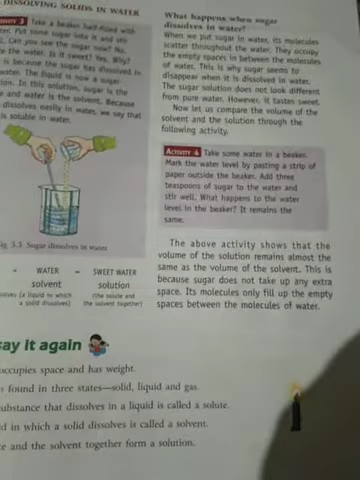 DISSOLVING SOLIDS IN WATER
Take a beaker half-filled with
Put some sugar into it and stir
Can you see the sugar now? No.
the water. Is it sweet? Yes. Why?
is because the sugar has dissolved in
water. The liquid is now a sugar
In this solution, sugar is the
and water is the solvent. Because
dissolves easily in water, we say that
is soluble in water.
3.5 Sugar dissolves in water
+ WATER = SWEET WATER
solvent solution
(a liquid in which (the solute and
a solid dissolves) the solvent together)
What happens when sugar
dissolves in water?
When we put sugar in water, its molecules
scatter throughout the water. They occupy
the empty spaces in between the molecules
of water. This is why sugar seems to
disappear when it is dissolved in water.
The sugar solution does not look different
from pure water. However, it tastes sweet.
Now let us compare the volume of the
solvent and the solution through the
following activity.
ACTIVITY 4 Take some water in a beaker.
Mark the water level by pasting a strip of
paper outside the beaker. Add three
teaspoons of sugar to the water and
stir well. What happens to the water
level in the beaker? It remains the
same.
The above activity shows that the
volume of the solution remains almost the
same as the volume of the solvent. This is
because sugar does not take up any extra
space. Its molecules only fill up the empty
spaces between the molecules of water.
say it again
occupies space and has weight.
found in three states—solid, liquid and gas.
substance that dissolves in a liquid is called a solute.
in which a solid dissolves is called a solvent.
and the solvent together form a solution.